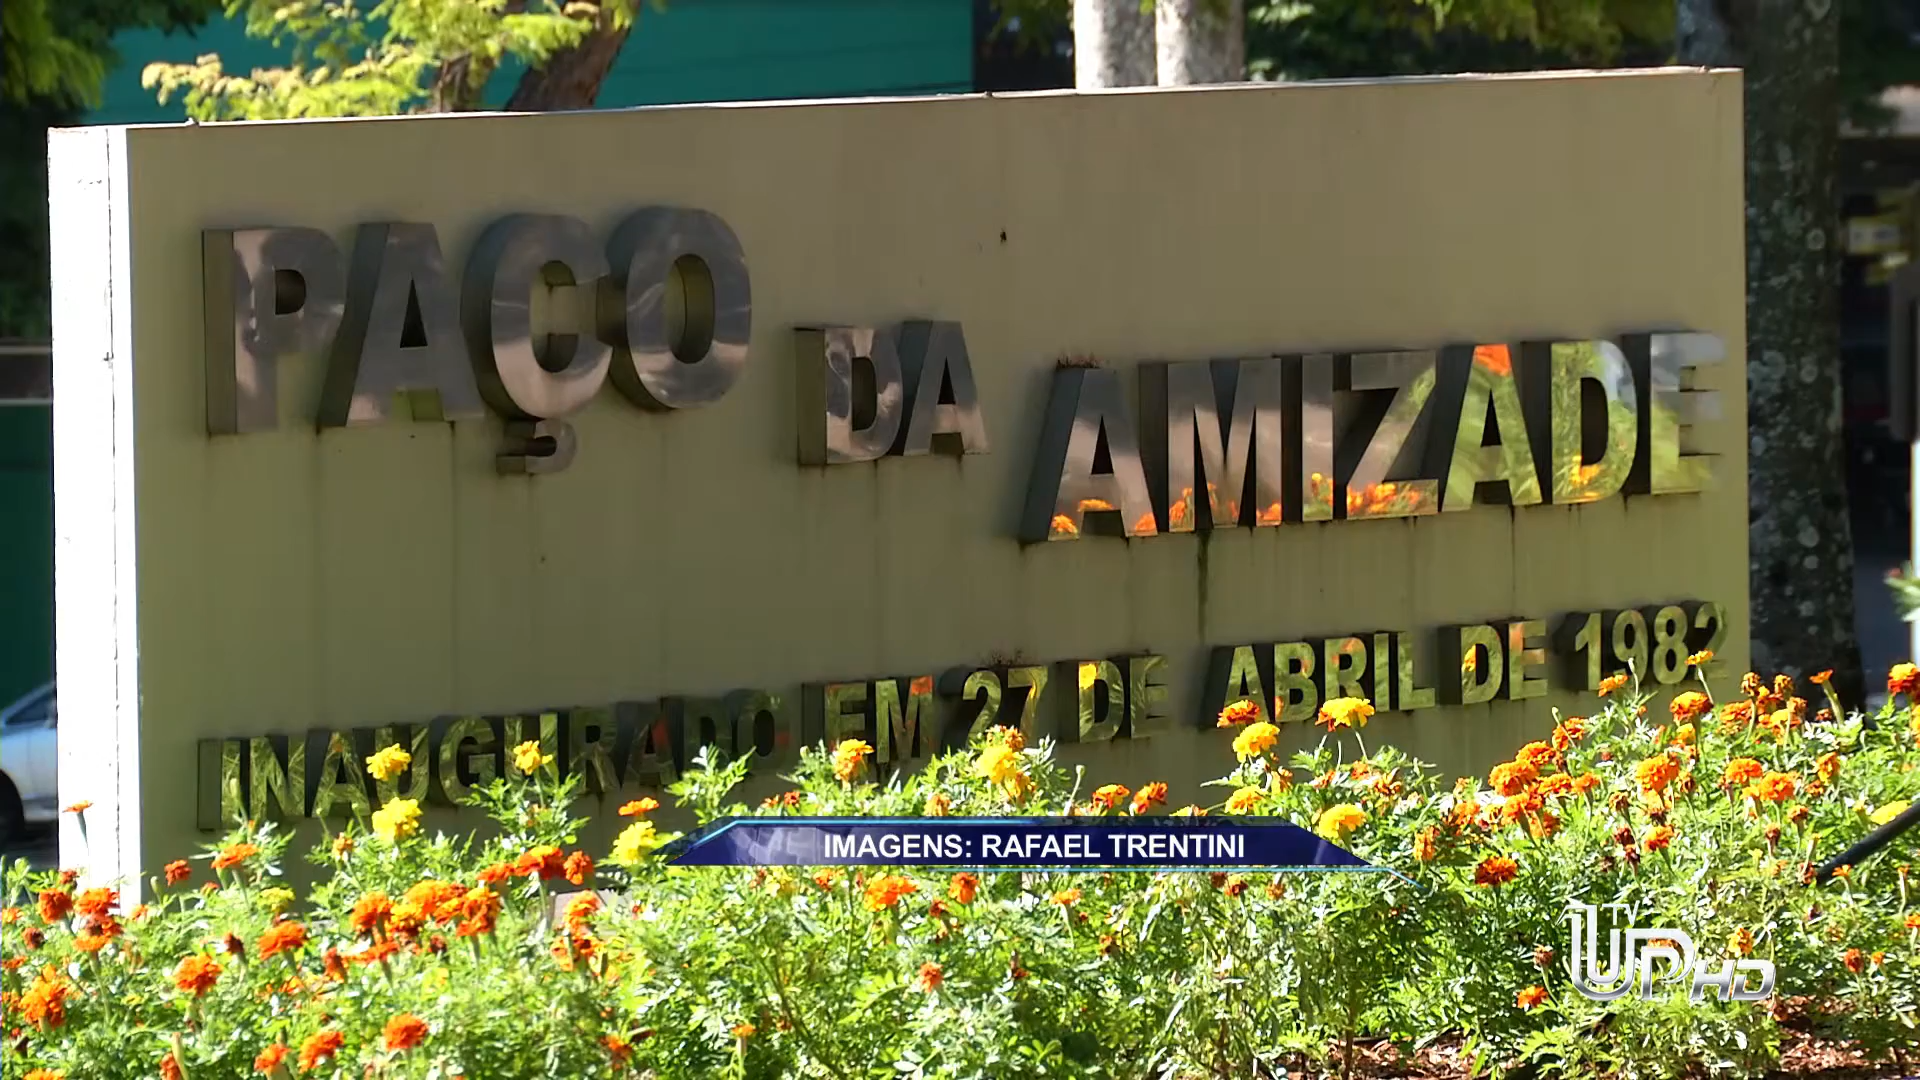 PAÇO DA AMIZADE
INAUGURADO EM 27 DE ABRIL DE 1982
IMAGENS: RAFAEL TRENTINI
TV
UP HD